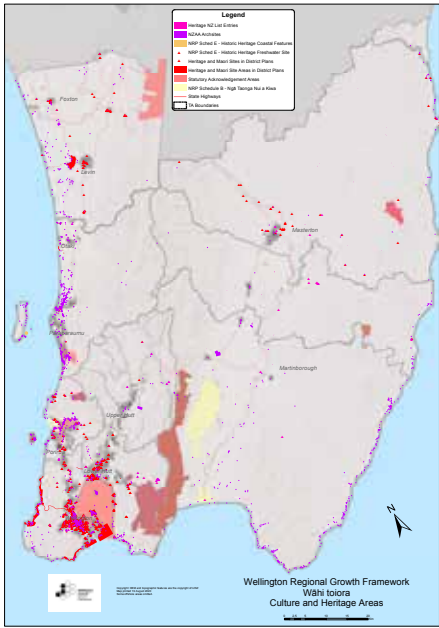 Legend
Heritage NZ List Entries
NZAA Archsites
NRP Sched E - Historic Heritage Coastal Features
NRP Sched E - Historic Heritage Freshwater Site
Heritage and Maori Sites in District Plans
Heritage and Maori Site Areas in District Plans
Statutory Acknowledgement Areas
NRP Schedule B - Ngā Taonga Nui a Kiwa
State Highways
TA Boundaries
Foxton
Levin
Otaki
Masterton
Paraparaumu
Martinborough
Upper Hutt
N
Wellington Regional Growth Framework
Wāhi toiora
Culture and Heritage Areas